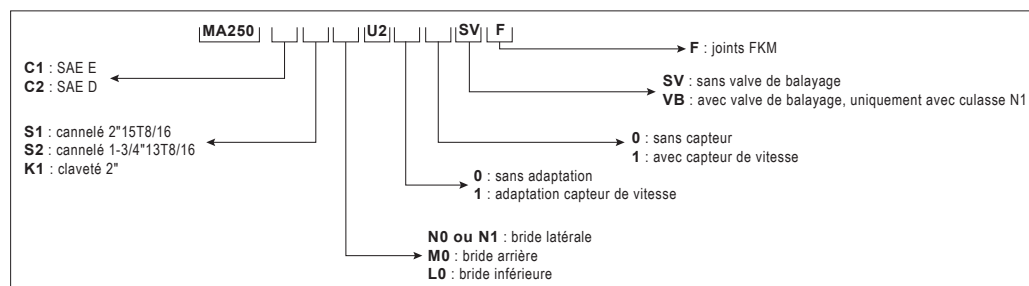 MA250 U2 SV F
F : joints FKM
C1 : SAE E
C2 : SAE D
SV : sans valve de balayage
VB : avec valve de balayage, uniquement avec culasse N1
S1 : cannelé 2"15T8/16
S2 : cannelé 1-3/4"13T8/16
K1 : claveté 2"
0 : sans capteur
1 : avec capteur de vitesse
0 : sans adaptation
1 : adaptation capteur de vitesse
N0 ou N1 : bride latérale
M0 : bride arrière
L0 : bride inférieure